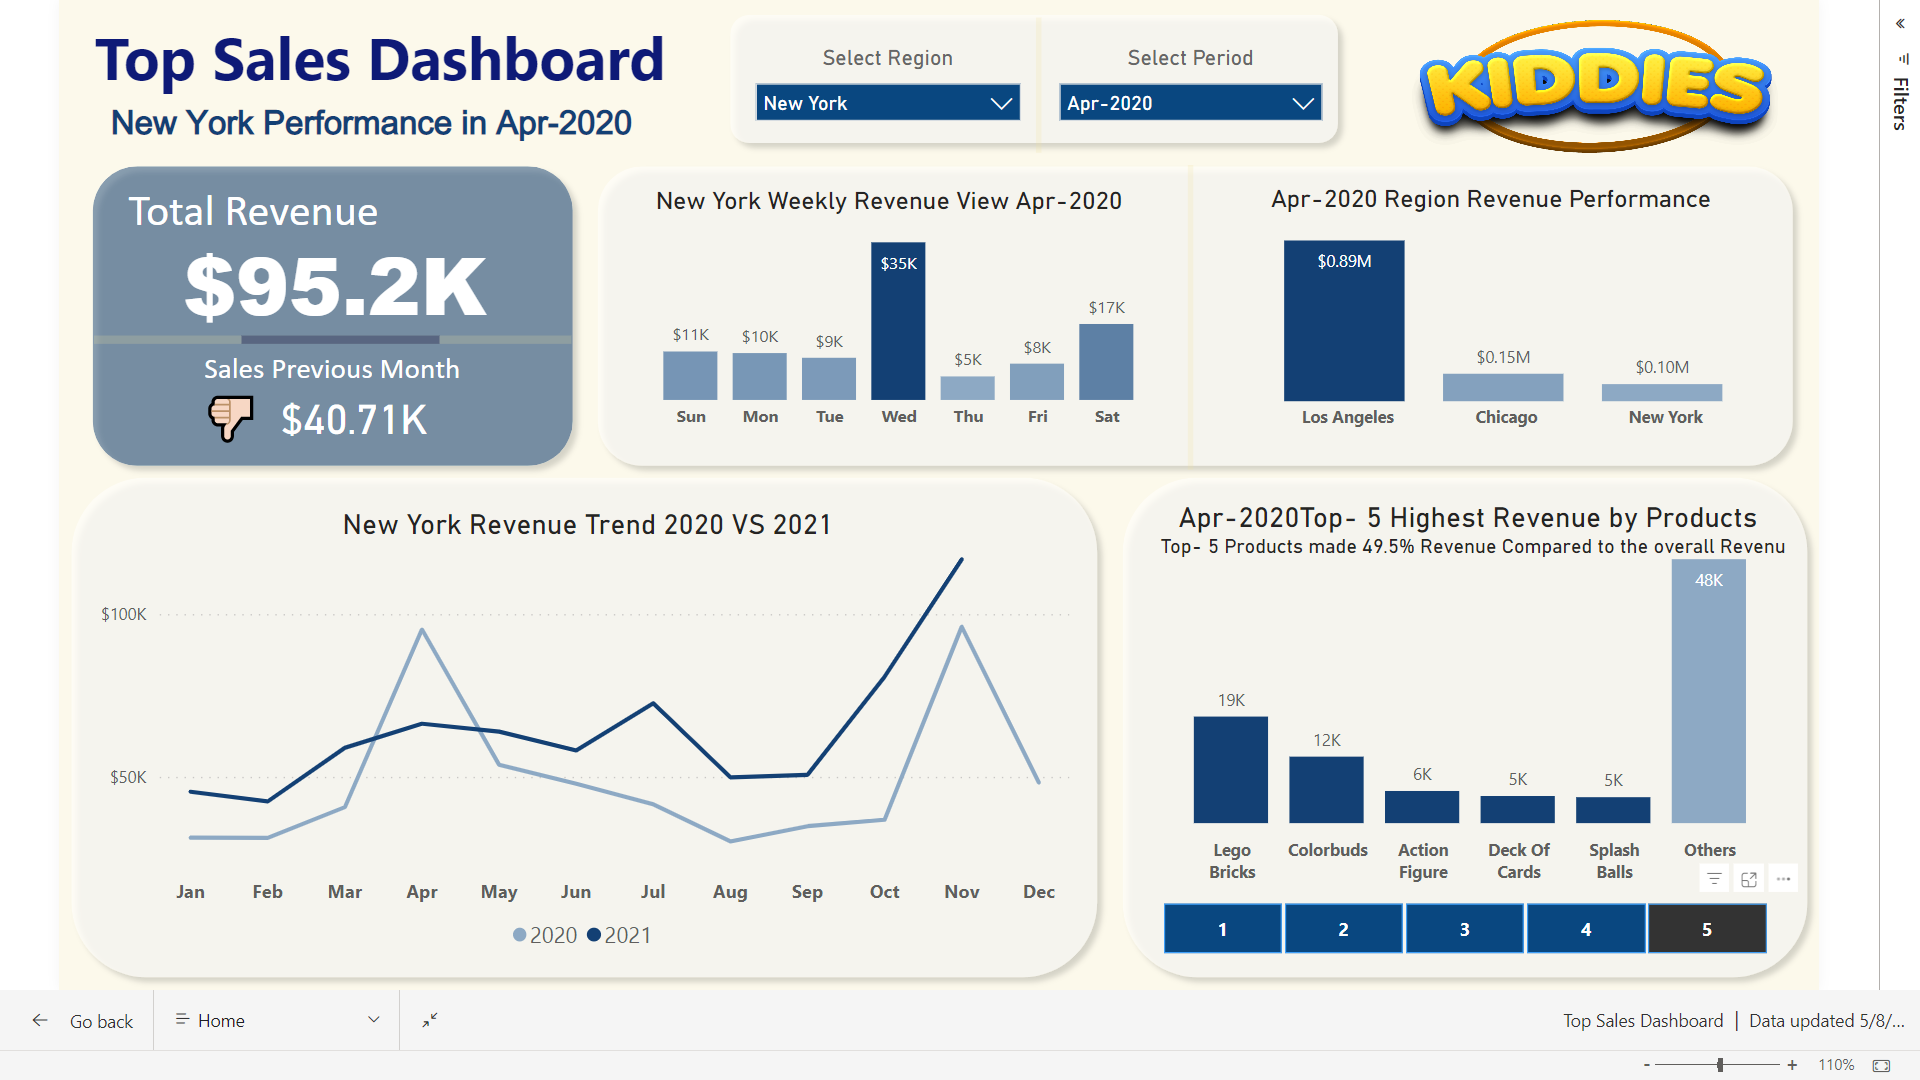 Top Sales Dashboard
New York Performance in Apr-2020
Select Region
New York
Select Period
Apr-2020
KIDDIES
«
Filters
Total Revenue
$95.2K
Sales Previous Month
$40.71K
New York Weekly Revenue View Apr-2020
$11K
$10K
$9K
$35K
$5K
$8K
$17K
Sun Mon Tue Wed Thu Fri Sat
Apr-2020 Region Revenue Performance
$0.89M
$0.15M
$0.10M
Los Angeles Chicago New York
New York Revenue Trend 2020 VS 2021
$100K
$50K
Jan Feb Mar Apr May Jun Jul Aug Sep Oct Nov Dec
2020 2021
Apr-2020Top- 5 Highest Revenue by Products
Top- 5 Products made 49.5% Revenue Compared to the overall Revenu
19K
12K
6K
5K
5K
48K
Lego Bricks
Colorbuds
Action Figure
Deck Of Cards
Splash Balls
Others
1 2 3 4 5
Go back
Home
Top Sales Dashboard | Data updated 5/8/...
- + 110%